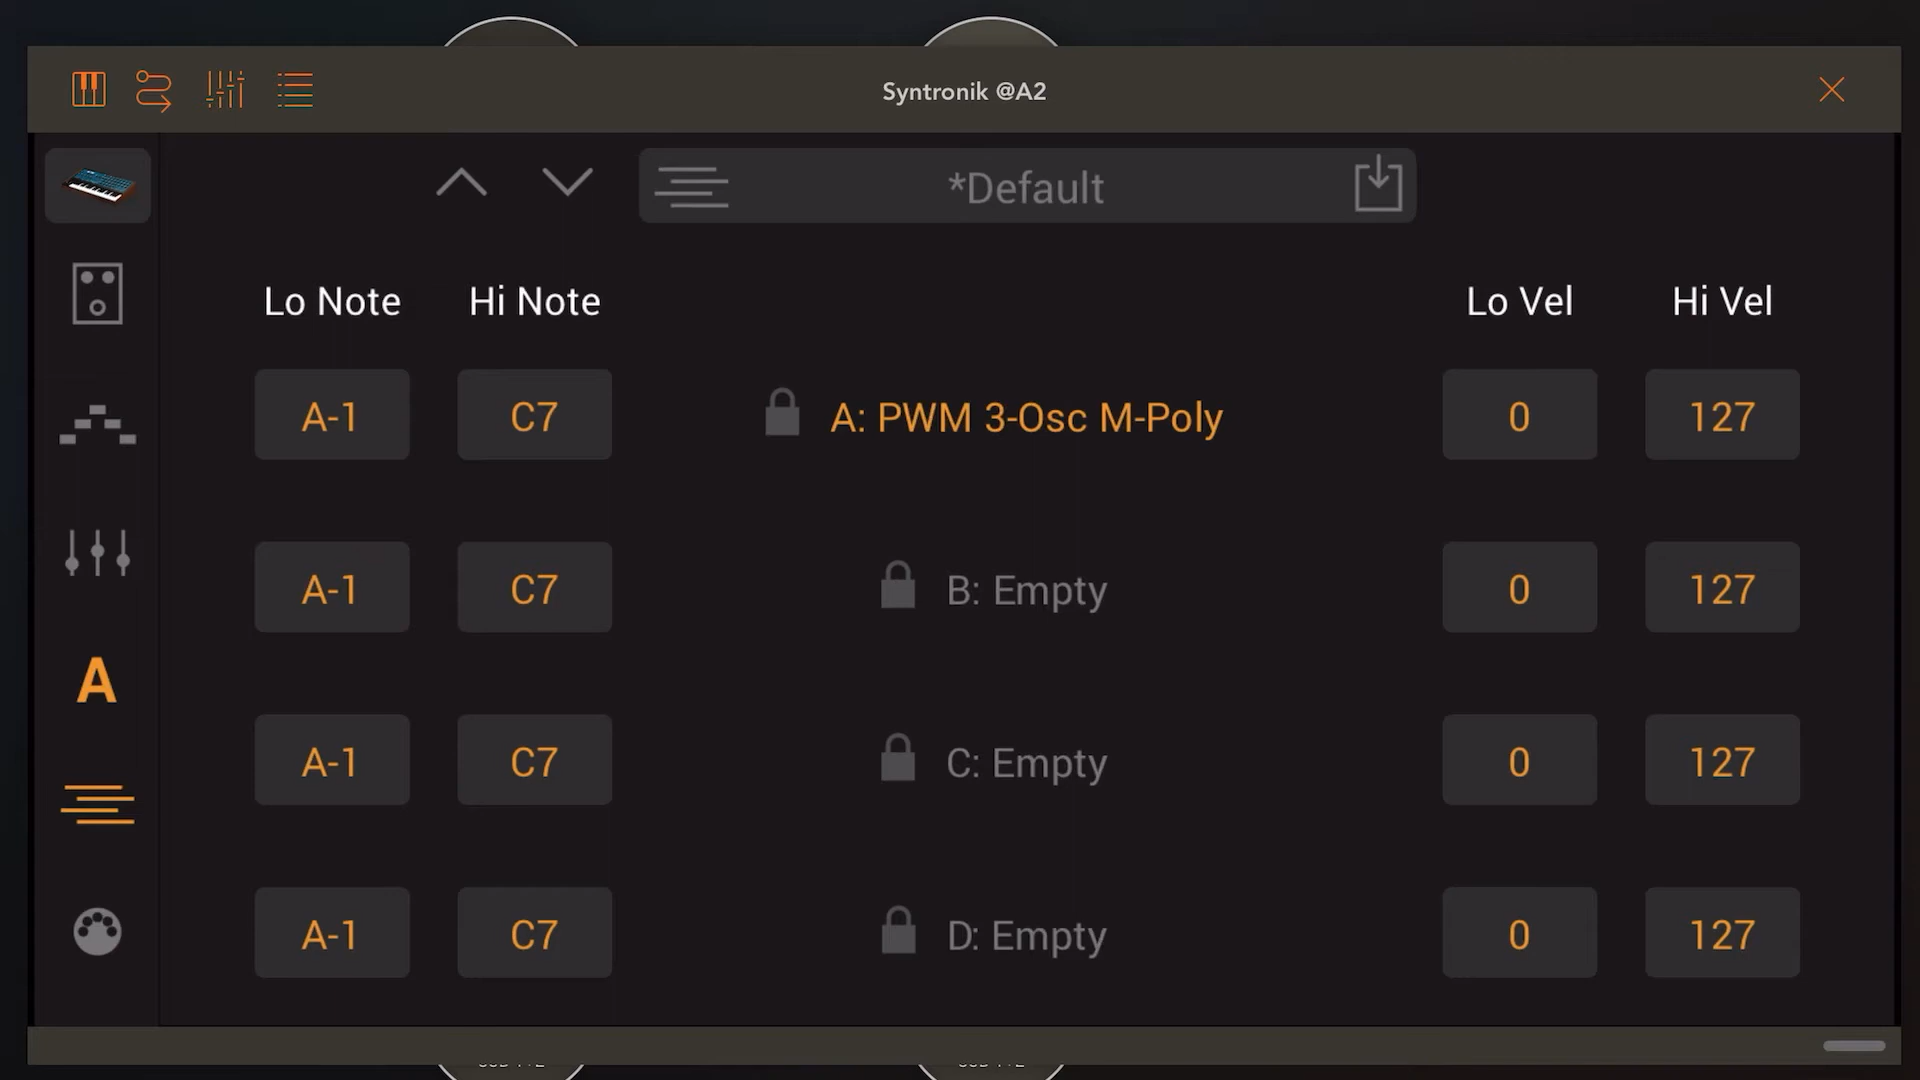 Syntronik @A2
*Default
Lo Note Hi Note Lo Vel Hi Vel
A-1 C7 A: PWM 3-Osc M-Poly 0 127
A-1 C7 B: Empty 0 127
A-1 C7 C: Empty 0 127
A
A-1 C7 D: Empty 0 127